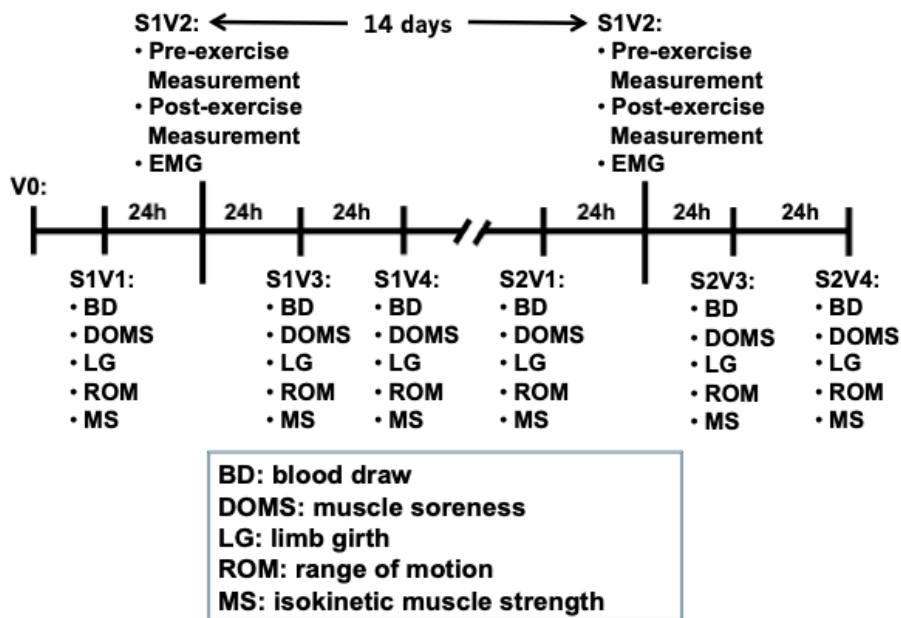 S1V2:
14 days
S1V2:
• Pre-exercise
Measurement
• Post-exercise
Measurement
• EMG
• Pre-exercise
Measurement
• Post-exercise
Measurement
• EMG
V0:
24h
24h
24h
24h
24h
24h
S1V1:
• BD
• DOMS
• LG
• ROM
• MS
S1V3:
• BD
• DOMS
• LG
• ROM
• MS
S1V4:
• BD
• DOMS
• LG
• ROM
• MS
S2V1:
• BD
• DOMS
• LG
• ROM
• MS
S2V3:
• BD
• DOMS
• LG
• ROM
• MS
S2V4:
• BD
• DOMS
• LG
• ROM
• MS
BD: blood draw
DOMS: muscle soreness
LG: limb girth
ROM: range of motion
MS: isokinetic muscle strength